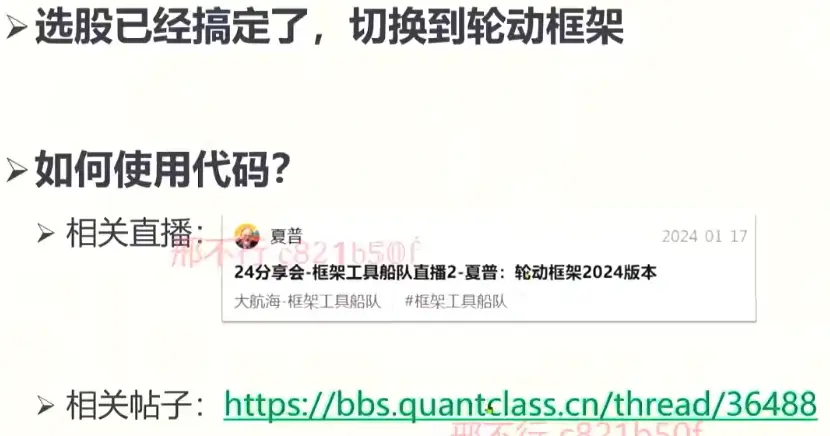 ➢选股已经搞定了，切换到轮动框架
➢如何使用代码？
➢相关直播：
夏普 2024 01 17
邢不行 c821b50f
24分享会-框架工具船队直播2-夏普：轮动框架2024版本
大航海-框架工具船队 #框架工具船队
➢相关帖子：https://bbs.quantclass.cn/thread/36488
邢不行 c821b50f